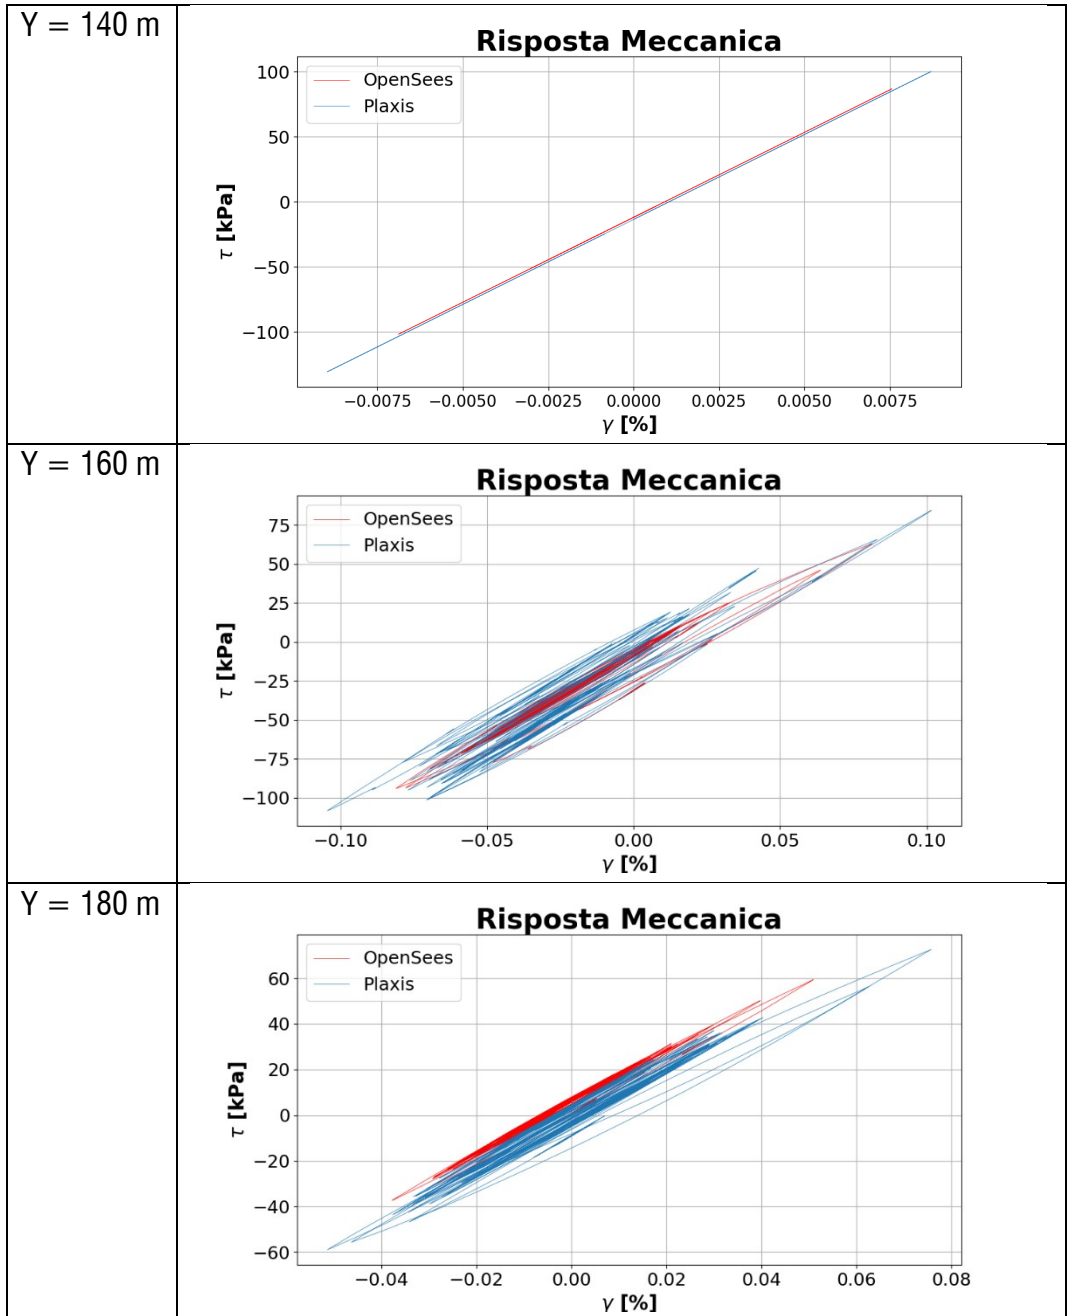 Y = 140 m
Risposta Meccanica
OpenSees
Plaxis
100
50
0
−50
−100
τ [kPa]
−0.0075 −0.0050 −0.0025 0.0000 0.0025 0.0050 0.0075
γ [%]
Y = 160 m
Risposta Meccanica
OpenSees
Plaxis
75
50
25
0
−25
−50
−75
−100
τ [kPa]
−0.10 −0.05 0.00 0.05 0.10
γ [%]
Y = 180 m
Risposta Meccanica
OpenSees
Plaxis
60
40
20
0
−20
−40
−60
τ [kPa]
−0.04 −0.02 0.00 0.02 0.04 0.06 0.08
γ [%]